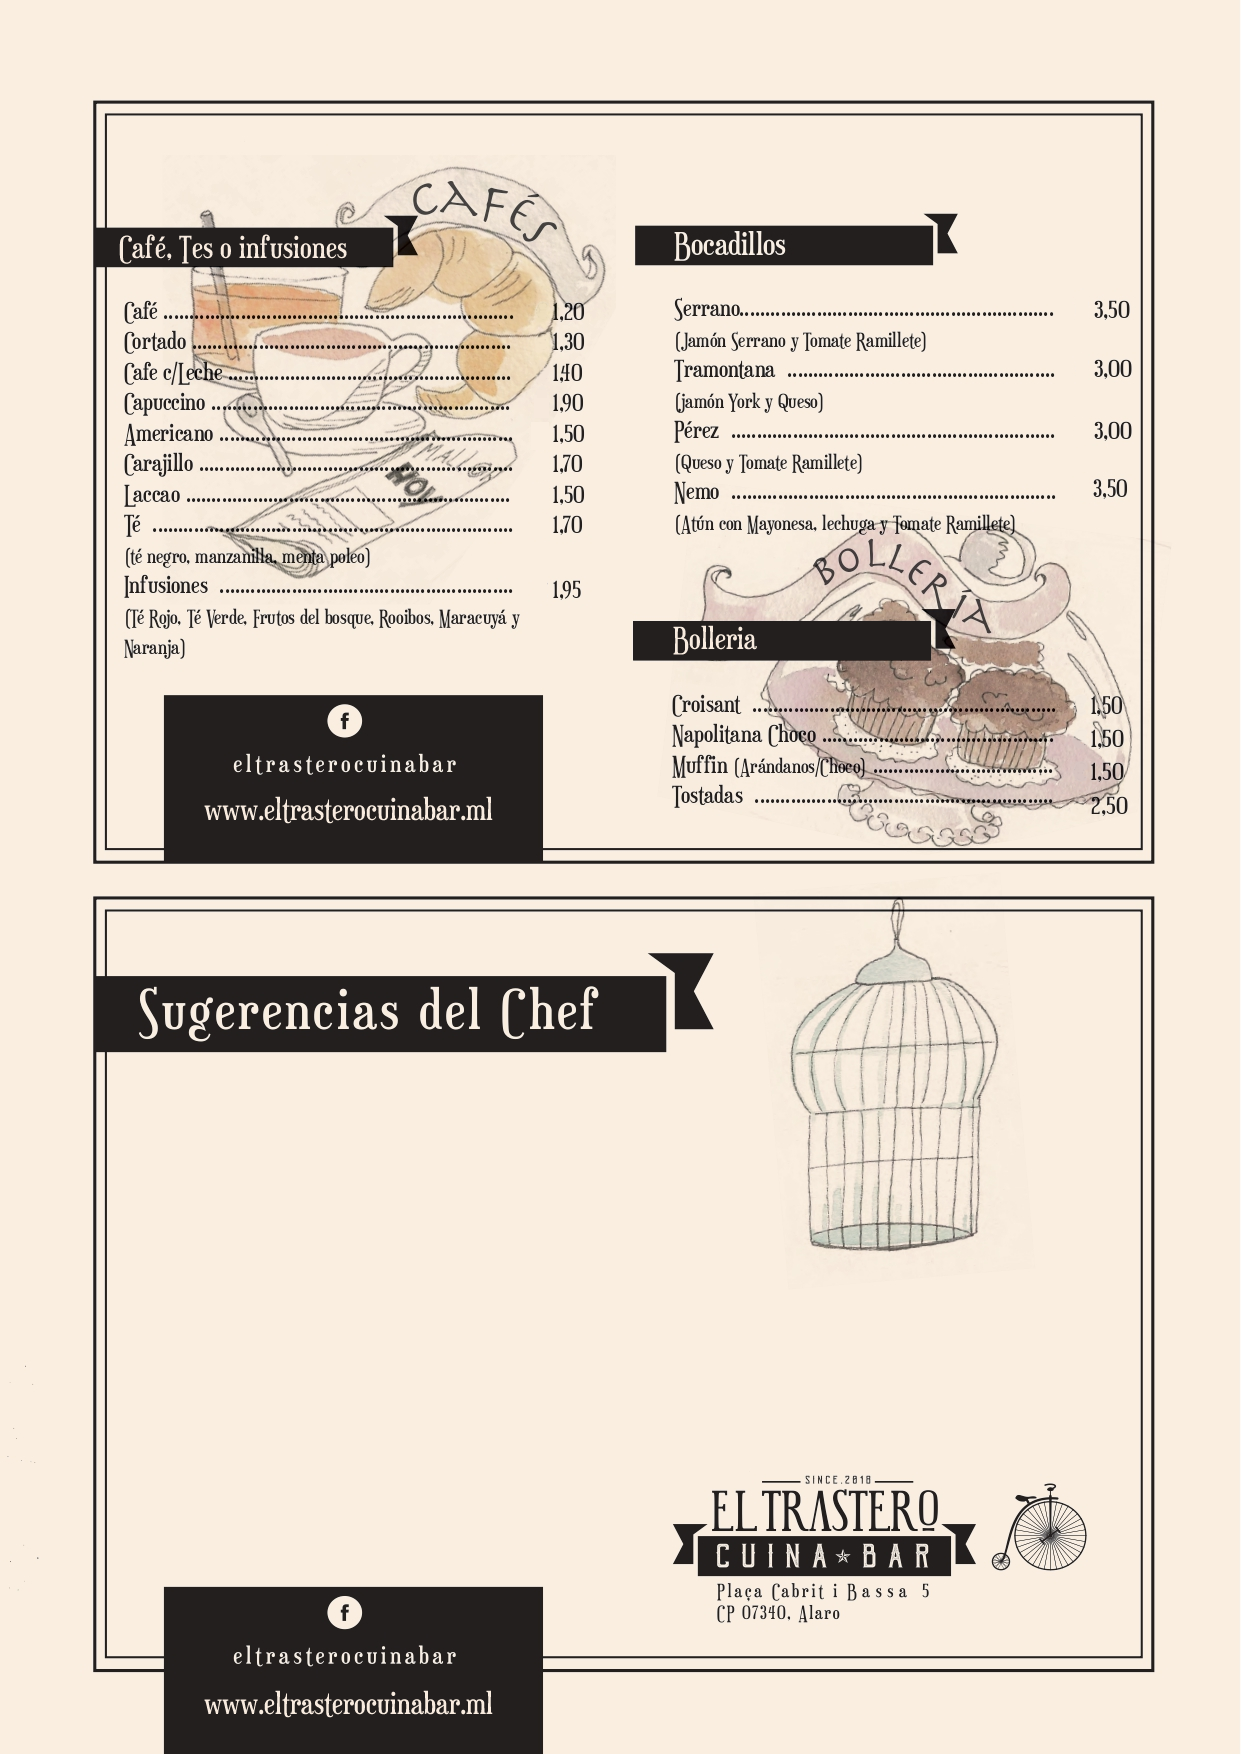 CAFÉS
Café, Tes o infusiones
Café 1,20
Cortado 1,30
Cafe c/Leche 1,40
Capuccino 1,90
Americano 1,50
Carajillo 1,70
Laccao 1,50
Té 1,70
(té negro, manzanilla, menta poleo)
Infusiones 1,95
(Té Rojo, Té Verde, Frutos del bosque, Rooibos, Maracuyá y
Naranja)
HOY
f
eltrasterocuinabar
www.eltrasterocuinabar.ml
Bocadillos
Serrano 3,50
(Jamón Serrano y Tomate Ramillete)
Tramontana 3,00
(jamón York y Queso)
Pérez 3,00
(Queso y Tomate Ramillete)
Nemo 3,50
(Atún con Mayonesa, lechuga y Tomate Ramillete)
BOLLERÍA
Bolleria
Croisant 1,50
Napolitana Choco 1,50
Muffin (Arándanos/Choco) 1,50
Tostadas 2,50
Sugerencias del Chef
SINCE.2018
EL TRASTERO
CUINA BAR
Plaça Cabrit i Bassa 5
CP 07340, Alaro
f
eltrasterocuinabar
www.eltrasterocuinabar.ml